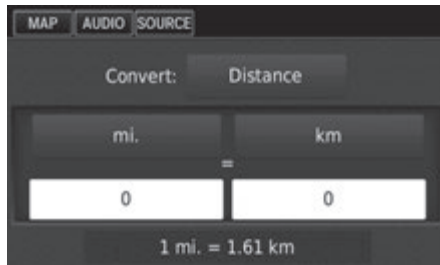 MAP AUDIO SOURCE
Convert: Distance
mi. km
=
0 0
1 mi. = 1.61 km